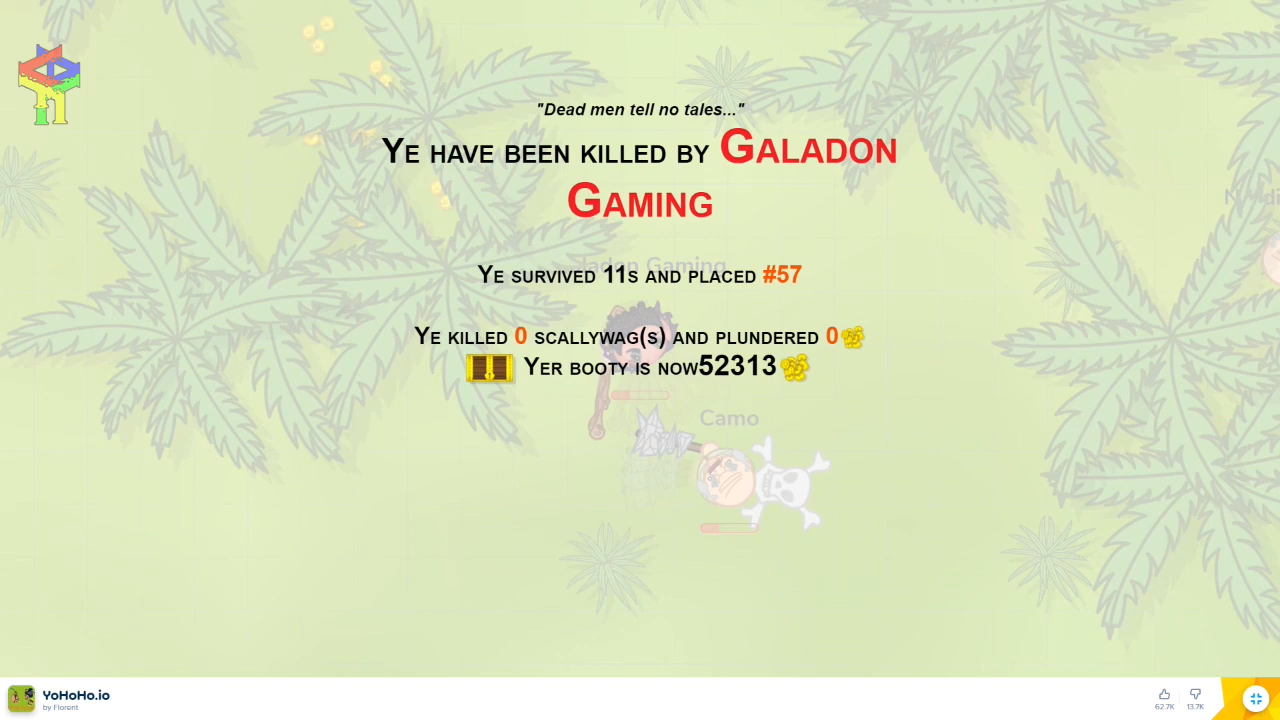 "Dead men tell no tales..."
Ye have been killed by Galadon
Gaming
Ye survived 11s and placed #57
Ye killed 0 scallywag(s) and plundered 0
Yer booty is now52313
Camo
YoHoHo.io
by Florent
62.7K
13.7K